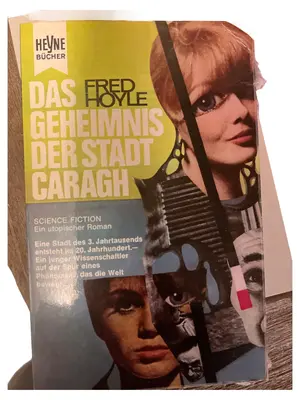 HEYNE
BÜCHER
FRED
HOYLE
DAS
GEHEIMNIS
DER STADT
CARAGH
SCIENCE FICTION
Ein utopischer Roman
Eine Stadt des 3. Jahrtausends
entsteht im 20. Jahrhundert.—
Ein junger Wissenschaftler
auf der Spur eines
das die Welt